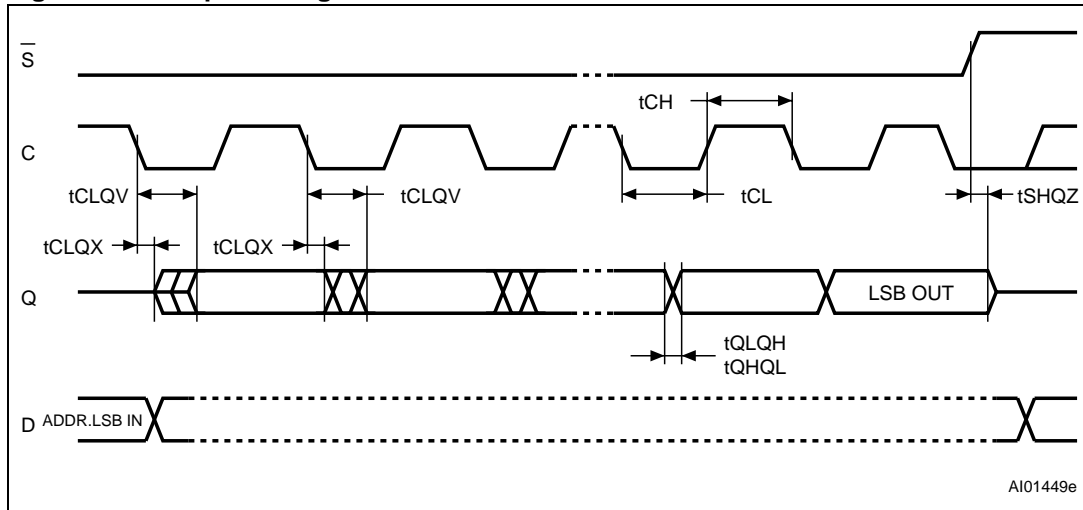 S
tCH
C
tCLQV
tCLQV
tCL
tSHQZ
tCLQX
tCLQX
Q
LSB OUT
tQLQH
tQHQL
D
ADDR.LSB IN
AI01449e